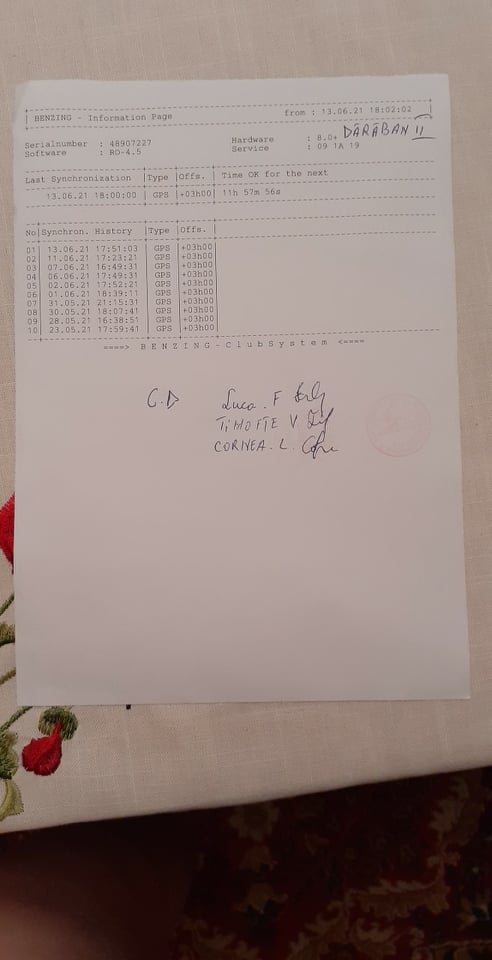 BENZING - Information Page from : 13.06.21 18:02:02
DARABAN II
Serialnumber : 48907227 Hardware : 8.0+
Software : RO-4.5 Service : 09 1A 19
Last Synchronization |Type |Offs. | Time OK for the next
13.06.21 18:00:00 | GPS |+03h00| 11h 57m 56s
No|Synchron. History |Type |Offs.|
01| 13.06.21 17:51:03 | GPS |+03h00|
02| 11.06.21 17:23:21 | GPS |+03h00|
03| 07.06.21 16:49:31 | GPS |+03h00|
04| 06.06.21 17:49:31 | GPS |+03h00|
05| 02.06.21 17:52:21 | GPS |+03h00|
06| 01.06.21 18:39:11 | GPS |+03h00|
07| 31.05.21 21:15:31 | GPS |+03h00|
08| 30.05.21 18:07:41 | GPS |+03h00|
09| 28.05.21 16:38:51 | GPS |+03h00|
10| 23.05.21 17:59:41 | GPS |+03h00|
====> BENZING-ClubSystem <====
C.D Luca. F
TIMOFTE V
CORNEA. L.